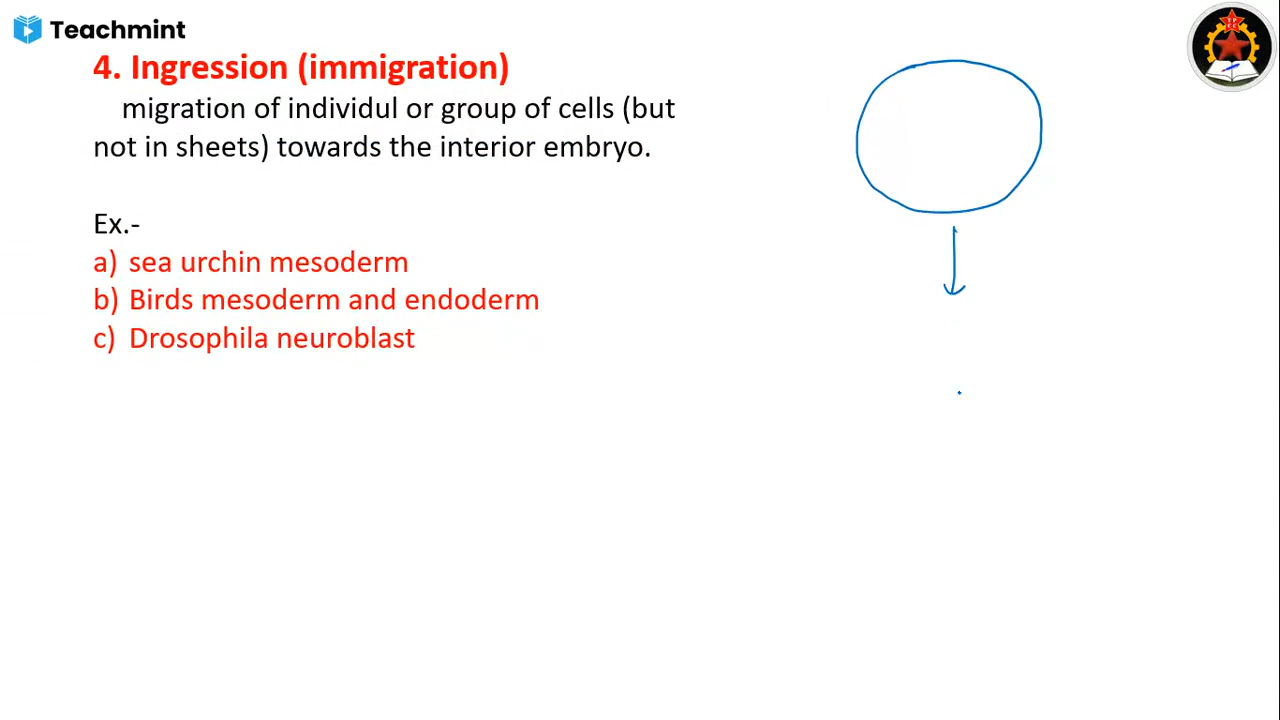 Teachmint
4. Ingression (immigration)
migration of individul or group of cells (but
not in sheets) towards the interior embryo.
Ex.-
a) sea urchin mesoderm
b) Birds mesoderm and endoderm
c) Drosophila neuroblast